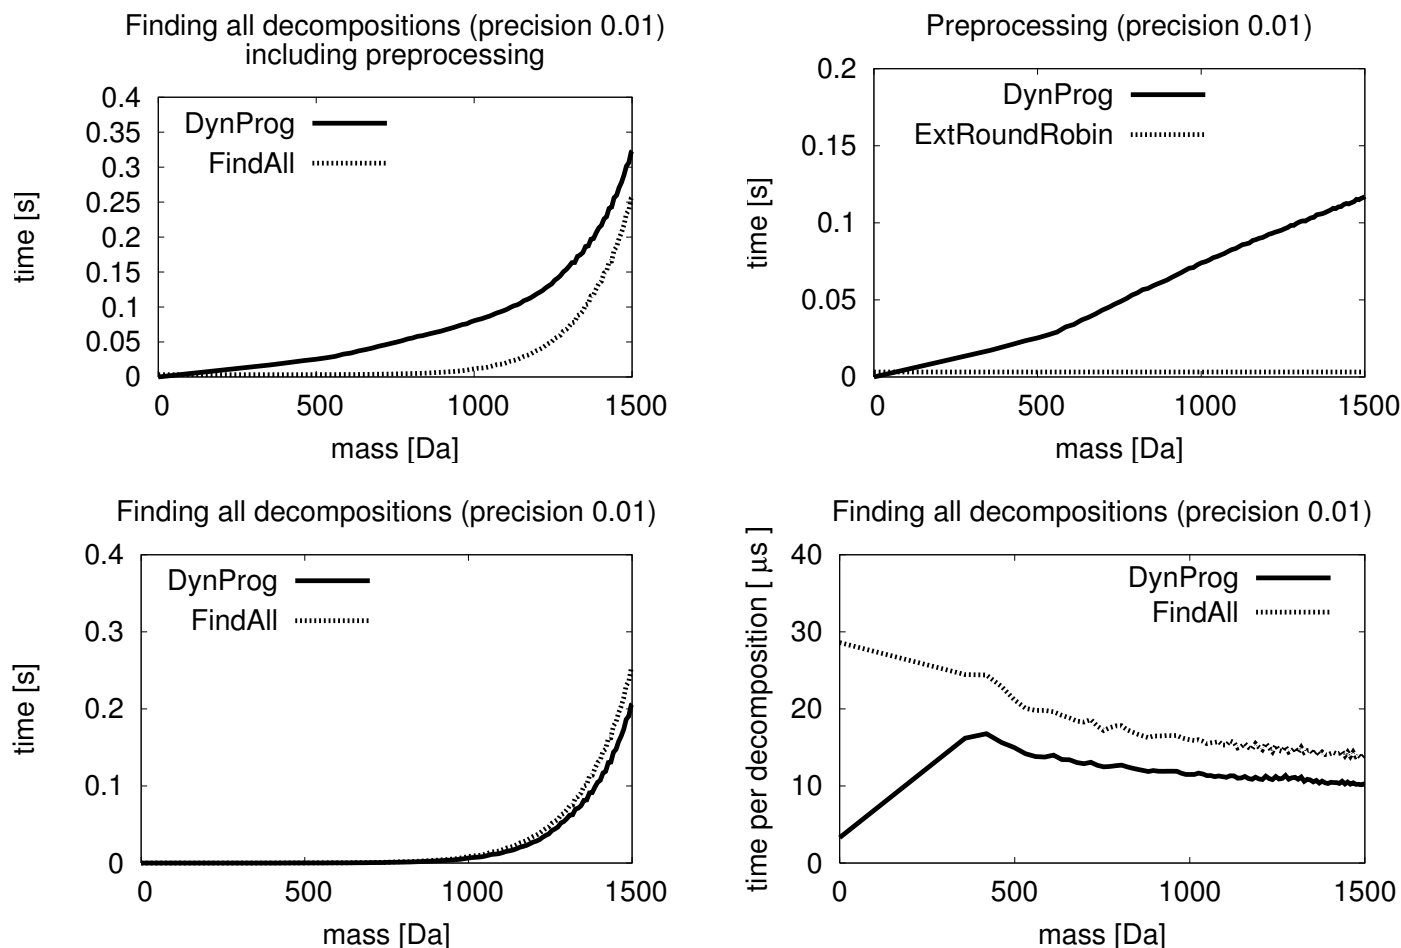 Finding all decompositions (precision 0.01)
including preprocessing
0.4
0.35
0.3
0.25
0.2
0.15
0.1
0.05
0
DynProg
FindAll
time [s]
0 500 1000 1500
mass [Da]
Preprocessing (precision 0.01)
0.2
0.15
0.1
0.05
0
DynProg
ExtRoundRobin
time [s]
0 500 1000 1500
mass [Da]
Finding all decompositions (precision 0.01)
0.4
0.3
0.2
0.1
0
DynProg
FindAll
time [s]
0 500 1000 1500
mass [Da]
Finding all decompositions (precision 0.01)
40
30
20
10
0
DynProg
FindAll
time per decomposition [ μs ]
0 500 1000 1500
mass [Da]